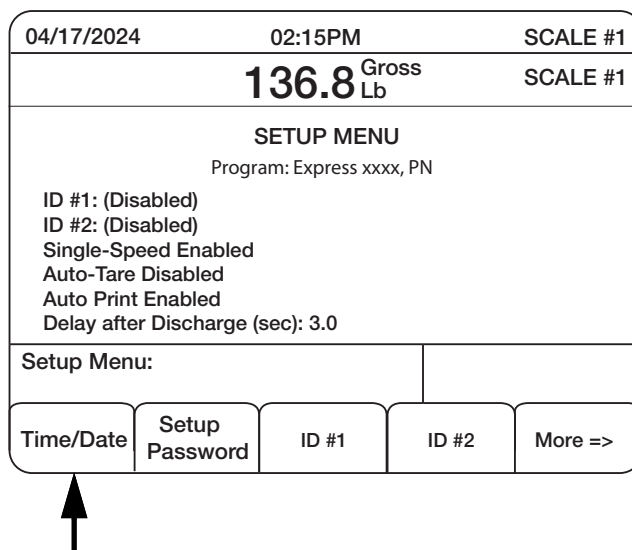 04/17/2024 02:15PM SCALE #1
136.8 Gross Lb SCALE #1
SETUP MENU
Program: Express xxxx, PN
ID #1: (Disabled)
ID #2: (Disabled)
Single-Speed Enabled
Auto-Tare Disabled
Auto Print Enabled
Delay after Discharge (sec): 3.0
Setup Menu:
Time/Date Setup Password ID #1 ID #2 More =>